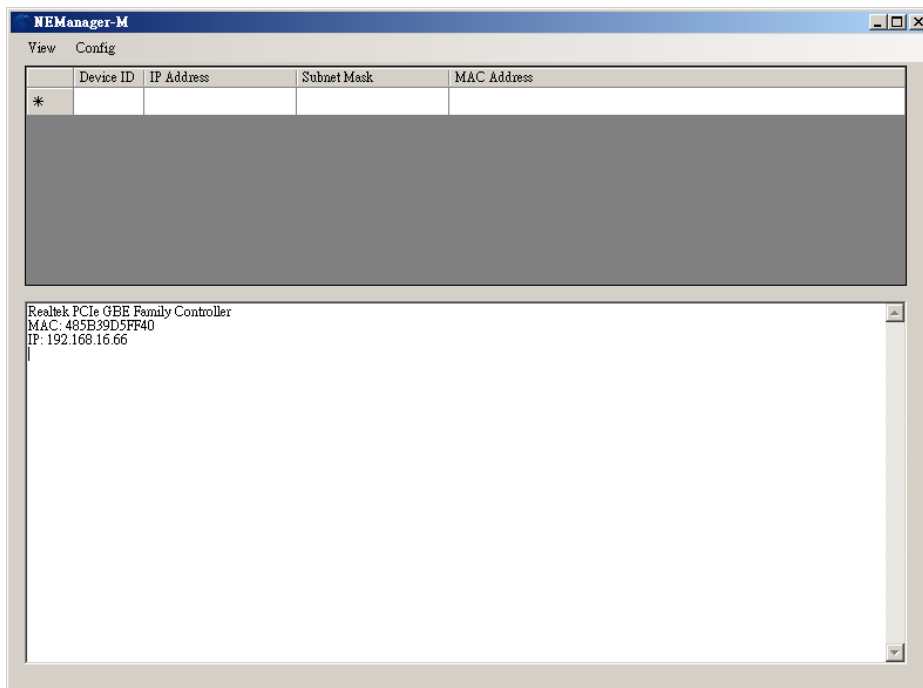 NEManager-M
View Config
Device ID IP Address Subnet Mask MAC Address
*
Realtek PCIe GBE Family Controller
MAC: 485B39D5FF40
IP: 192.168.16.66